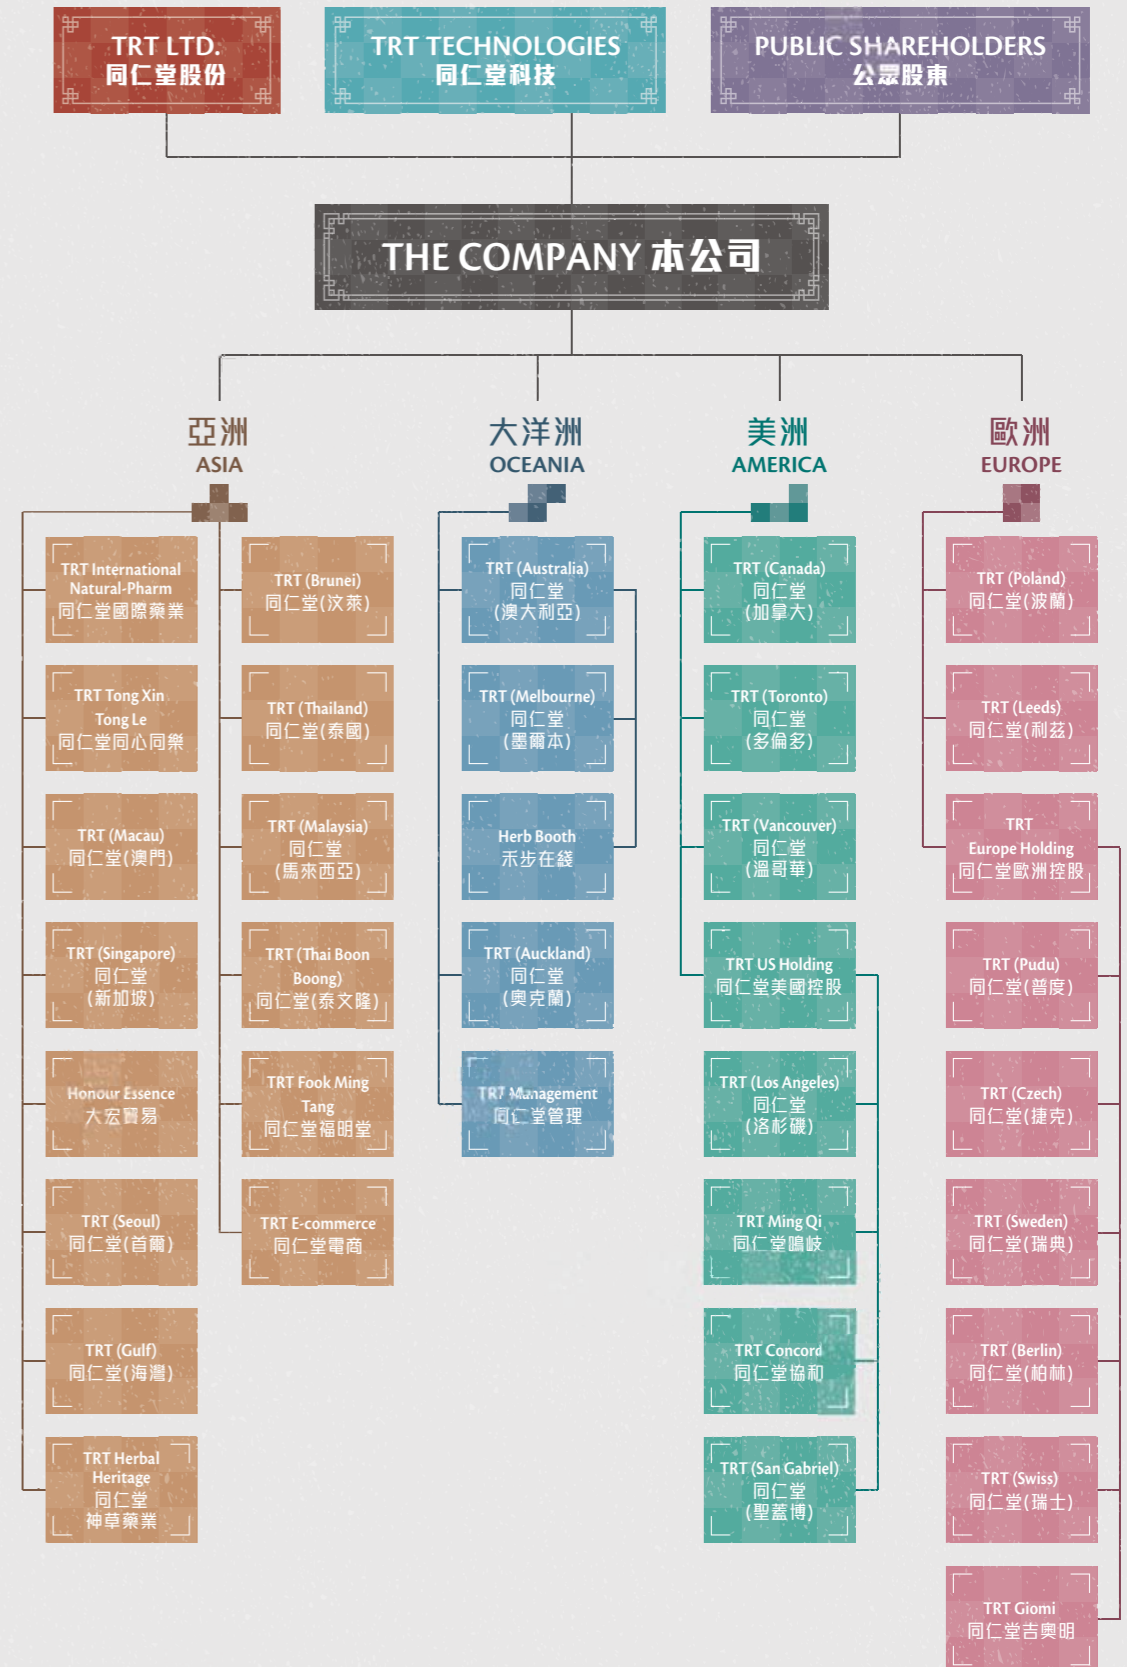 TRT LTD.
同仁堂股份
TRT TECHNOLOGIES
同仁堂科技
PUBLIC SHAREHOLDERS
公眾股東
THE COMPANY 本公司
亞洲
ASIA
大洋洲
OCEANIA
美洲
AMERICA
歐洲
EUROPE
TRT International
Natural-Pharm
同仁堂國際藥業
TRT Tong Xin
Tong Le
同仁堂同心同樂
TRT (Macau)
同仁堂(澳門)
TRT (Singapore)
同仁堂
(新加坡)
Honour Essence
大宏貿易
TRT (Seoul)
同仁堂(首爾)
TRT (Gulf)
同仁堂(海灣)
TRT Herbal
Heritage
同仁堂
神草藥業
TRT (Brunei)
同仁堂(汶萊)
TRT (Thailand)
同仁堂(泰國)
TRT (Malaysia)
同仁堂
(馬來西亞)
TRT (Thai Boon
Boong)
同仁堂(泰文隆)
TRT Fook Ming
Tang
同仁堂福明堂
TRT E-commerce
同仁堂電商
TRT (Australia)
同仁堂
(澳大利亞)
TRT (Melbourne)
同仁堂
(墨爾本)
Herb Booth
禾步在綫
TRT (Auckland)
同仁堂
(奧克蘭)
TRT Management
同仁堂管理
TRT (Canada)
同仁堂
(加拿大)
TRT (Toronto)
同仁堂
(多倫多)
TRT (Vancouver)
同仁堂
(溫哥華)
TRT US Holding
同仁堂美國控股
TRT (Los Angeles)
同仁堂
(洛杉磯)
TRT Ming Qi
同仁堂鳴岐
TRT Concord
同仁堂協和
TRT (San Gabriel)
同仁堂
(聖蓋博)
TRT (Poland)
同仁堂(波蘭)
TRT (Leeds)
同仁堂(利茲)
TRT
Europe Holding
同仁堂歐洲控股
TRT (Pudu)
同仁堂(普度)
TRT (Czech)
同仁堂(捷克)
TRT (Sweden)
同仁堂(瑞典)
TRT (Berlin)
同仁堂(柏林)
TRT (Swiss)
同仁堂(瑞士)
TRT Giomi
同仁堂吉奧明